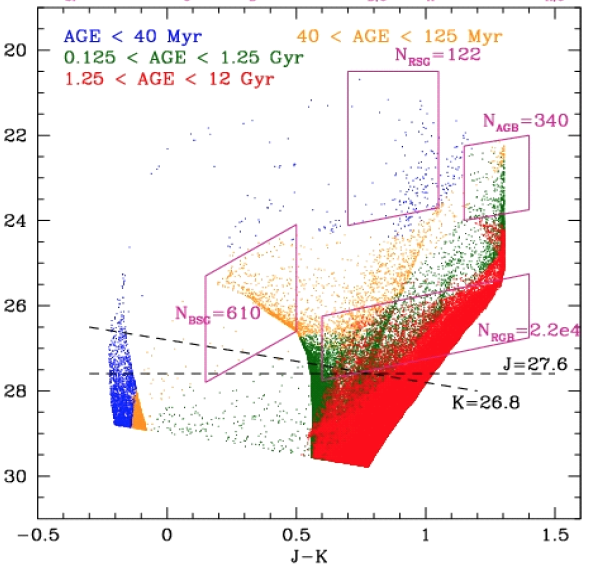 AGE < 40 Myr
40 < AGE < 125 Myr
0.125 < AGE < 1.25 Gyr
1.25 < AGE < 12 Gyr
N_RSG=122
N_AGB=340
N_BSG=610
N_RGB=2.2e4
J=27.6
K=26.8
20
22
24
26
28
30
−0.5
0
0.5
1
1.5
J−K